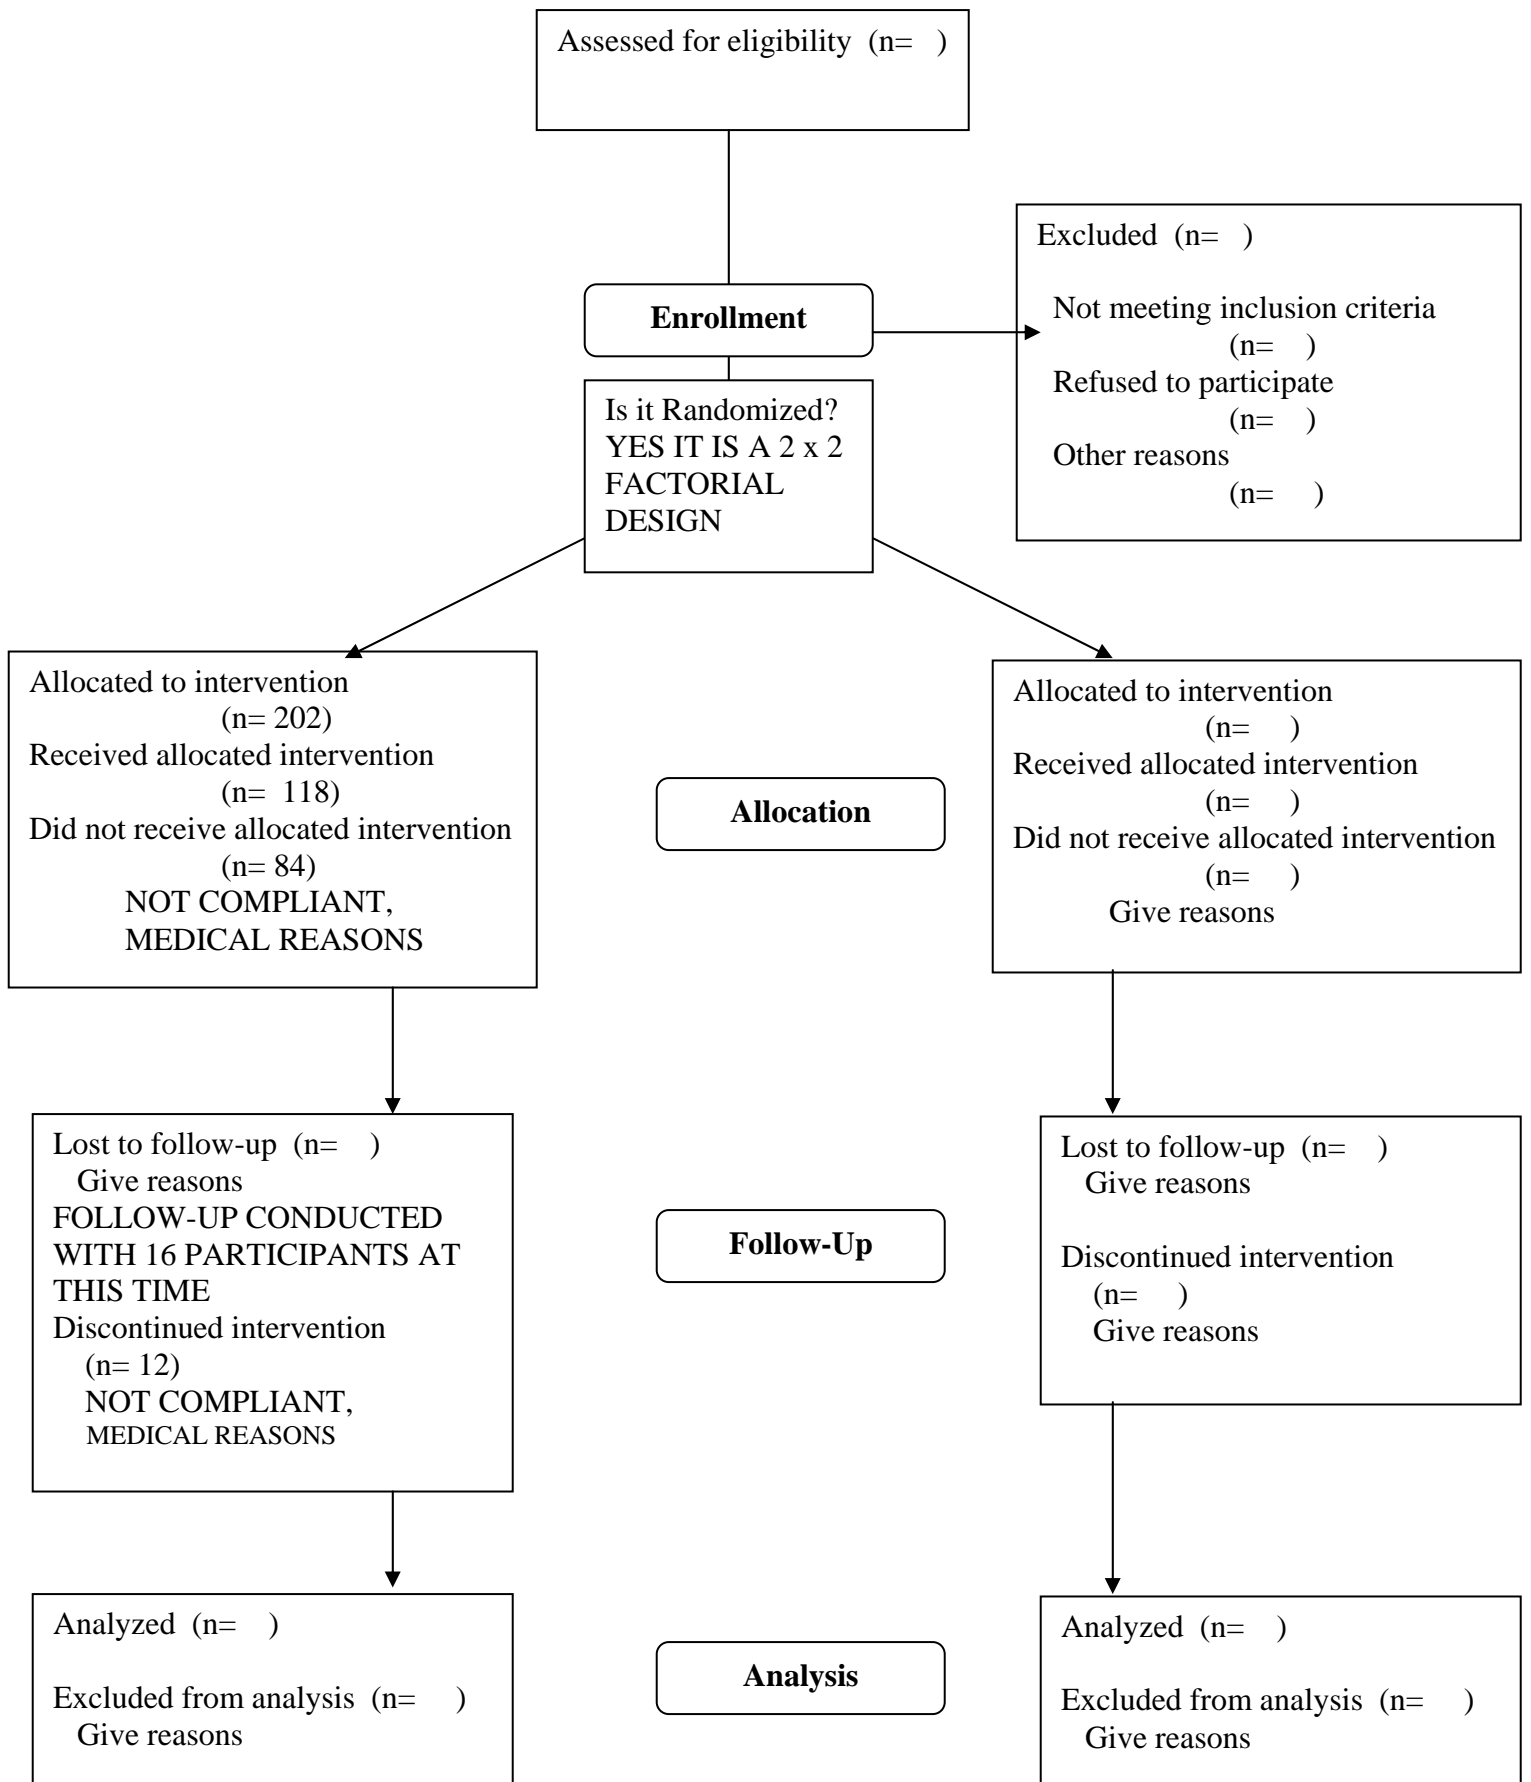 Assessed for eligibility (n= )
Excluded (n= )
Not meeting inclusion criteria
(n= )
Refused to participate
(n= )
Other reasons
(n= )
Enrollment
Is it Randomized?
YES IT IS A 2 x 2
FACTORIAL
DESIGN
Allocated to intervention
(n= 202)
Received allocated intervention
(n= 118)
Did not receive allocated intervention
(n= 84)
NOT COMPLIANT,
MEDICAL REASONS
Allocation
Allocated to intervention
(n= )
Received allocated intervention
(n= )
Did not receive allocated intervention
(n= )
Give reasons
Lost to follow-up (n= )
Give reasons
FOLLOW-UP CONDUCTED
WITH 16 PARTICIPANTS AT
THIS TIME
Discontinued intervention
(n= 12)
NOT COMPLIANT,
MEDICAL REASONS
Follow-Up
Lost to follow-up (n= )
Give reasons
Discontinued intervention
(n= )
Give reasons
Analyzed (n= )
Excluded from analysis (n= )
Give reasons
Analysis
Analyzed (n= )
Excluded from analysis (n= )
Give reasons